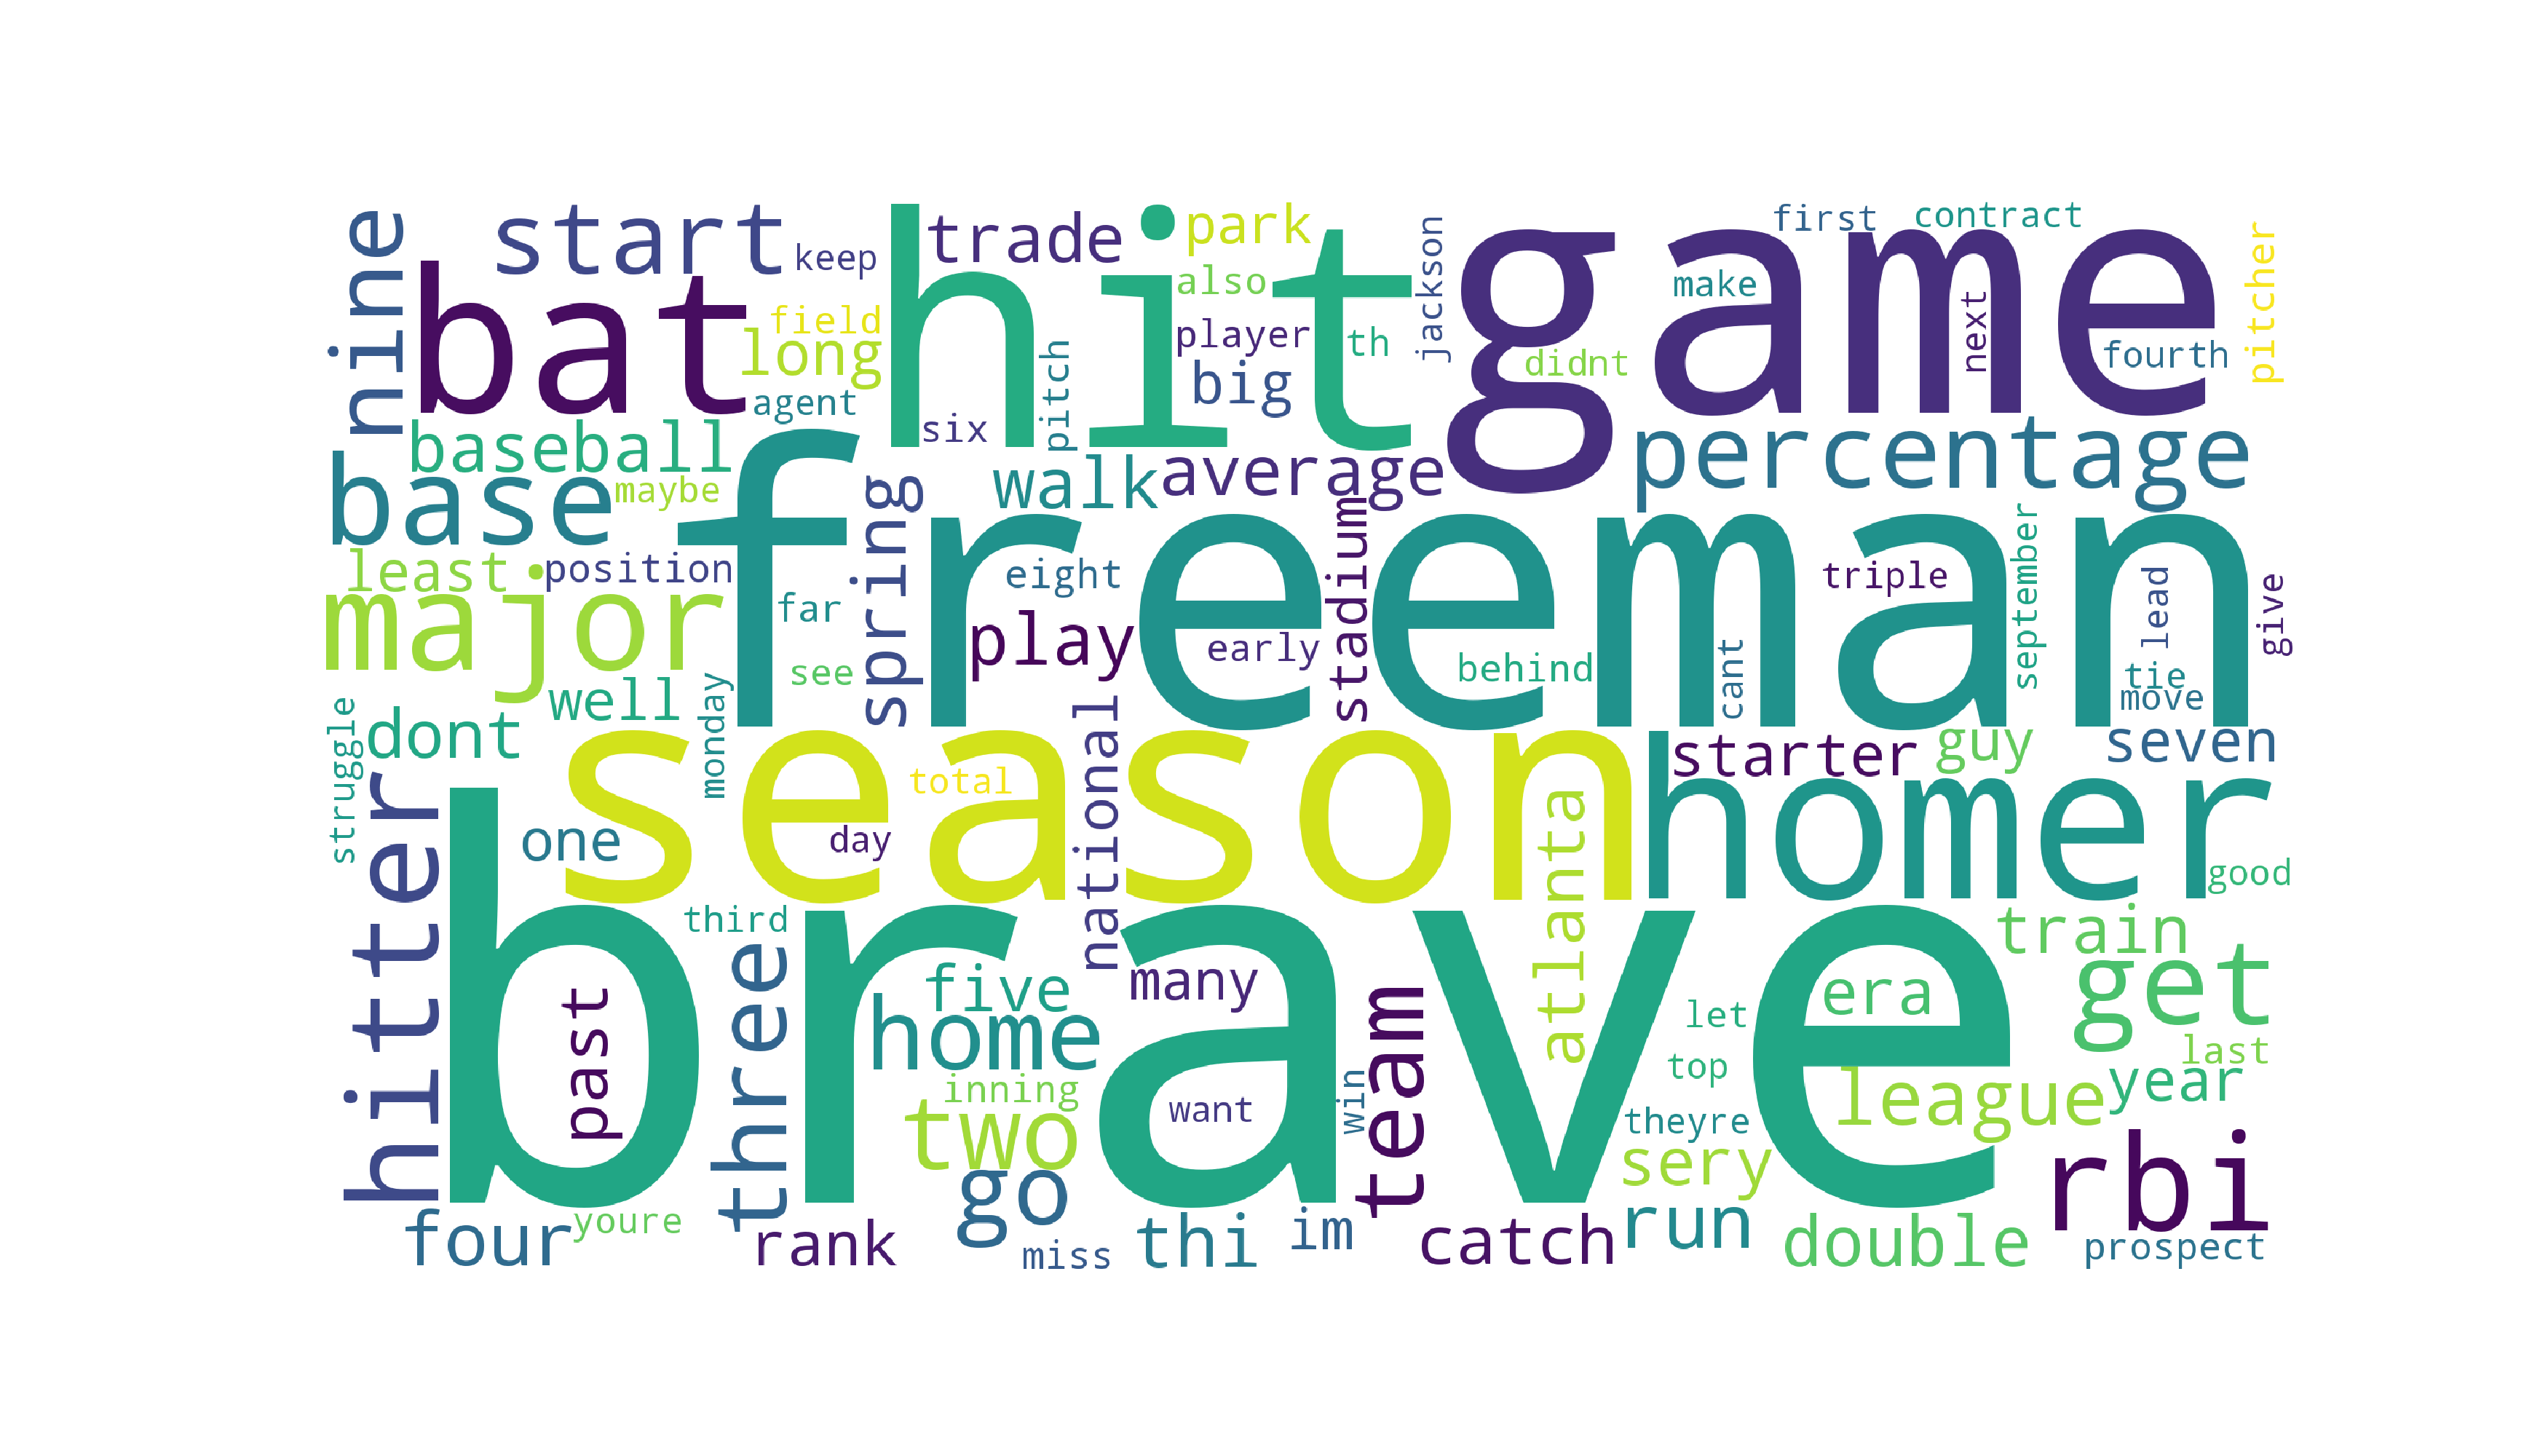 start
keep
trade
park
first
contract
nine
bat
hit
game
also
jackson
make
next
pitcher
field
long
player
th
didnt
fourth
agent
pitch
big
six
baseball
base
maybe
walk
average
percentage
freeman
spring
stadium
september
least
position
eight
triple
major
far
play
early
behind
cant
lead
give
see
tie
move
well
monday
national
struggle
dont
season
starter
guy
seven
total
homer
hitter
one
day
atlanta
good
brave
third
train
three
past
five
many
team
era
get
home
let
inning
want
win
top
last
two
theyre
league
year
go
sery
rbi
four
youre
rank
miss
thi
im
catch
run
double
prospect